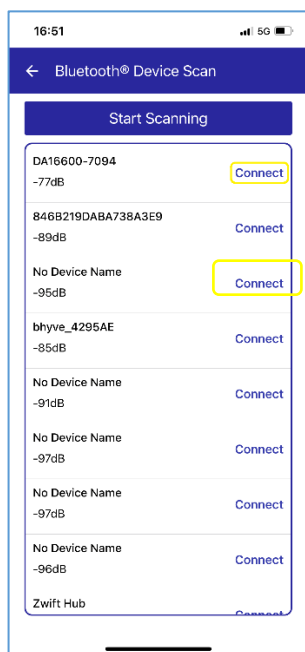 16:51
5G
Bluetooth® Device Scan
Start Scanning
DA16600-7094
-77dB
Connect
846B219DABA738A3E9
-89dB
Connect
No Device Name
-95dB
Connect
bhyve_4295AE
-85dB
Connect
No Device Name
-91dB
Connect
No Device Name
-97dB
Connect
No Device Name
-97dB
Connect
No Device Name
-96dB
Connect
Zwift Hub
Connect